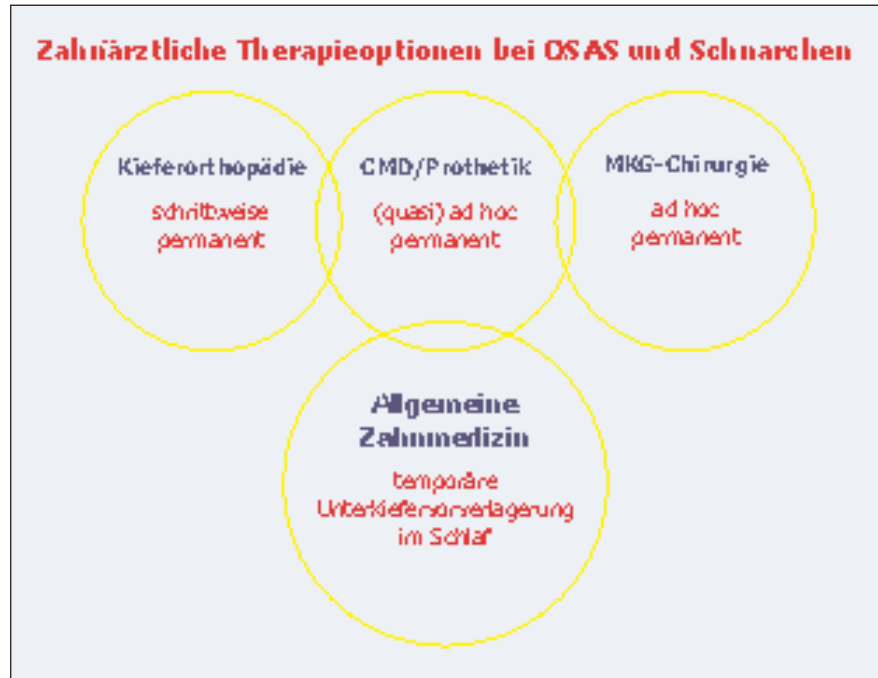 Zahnärztliche Therapieoptionen bei OSAS und Schnarchen
Kieferorthopädie
schrittweise
permanent
CMD/Prothetik
(quasi) ad hoc
permanent
MKG-Chirurgie
ad hoc
permanent
Allgemeine
Zahnmedizin
temporäre
Unterkiefervorverlagerung
im Schlaf